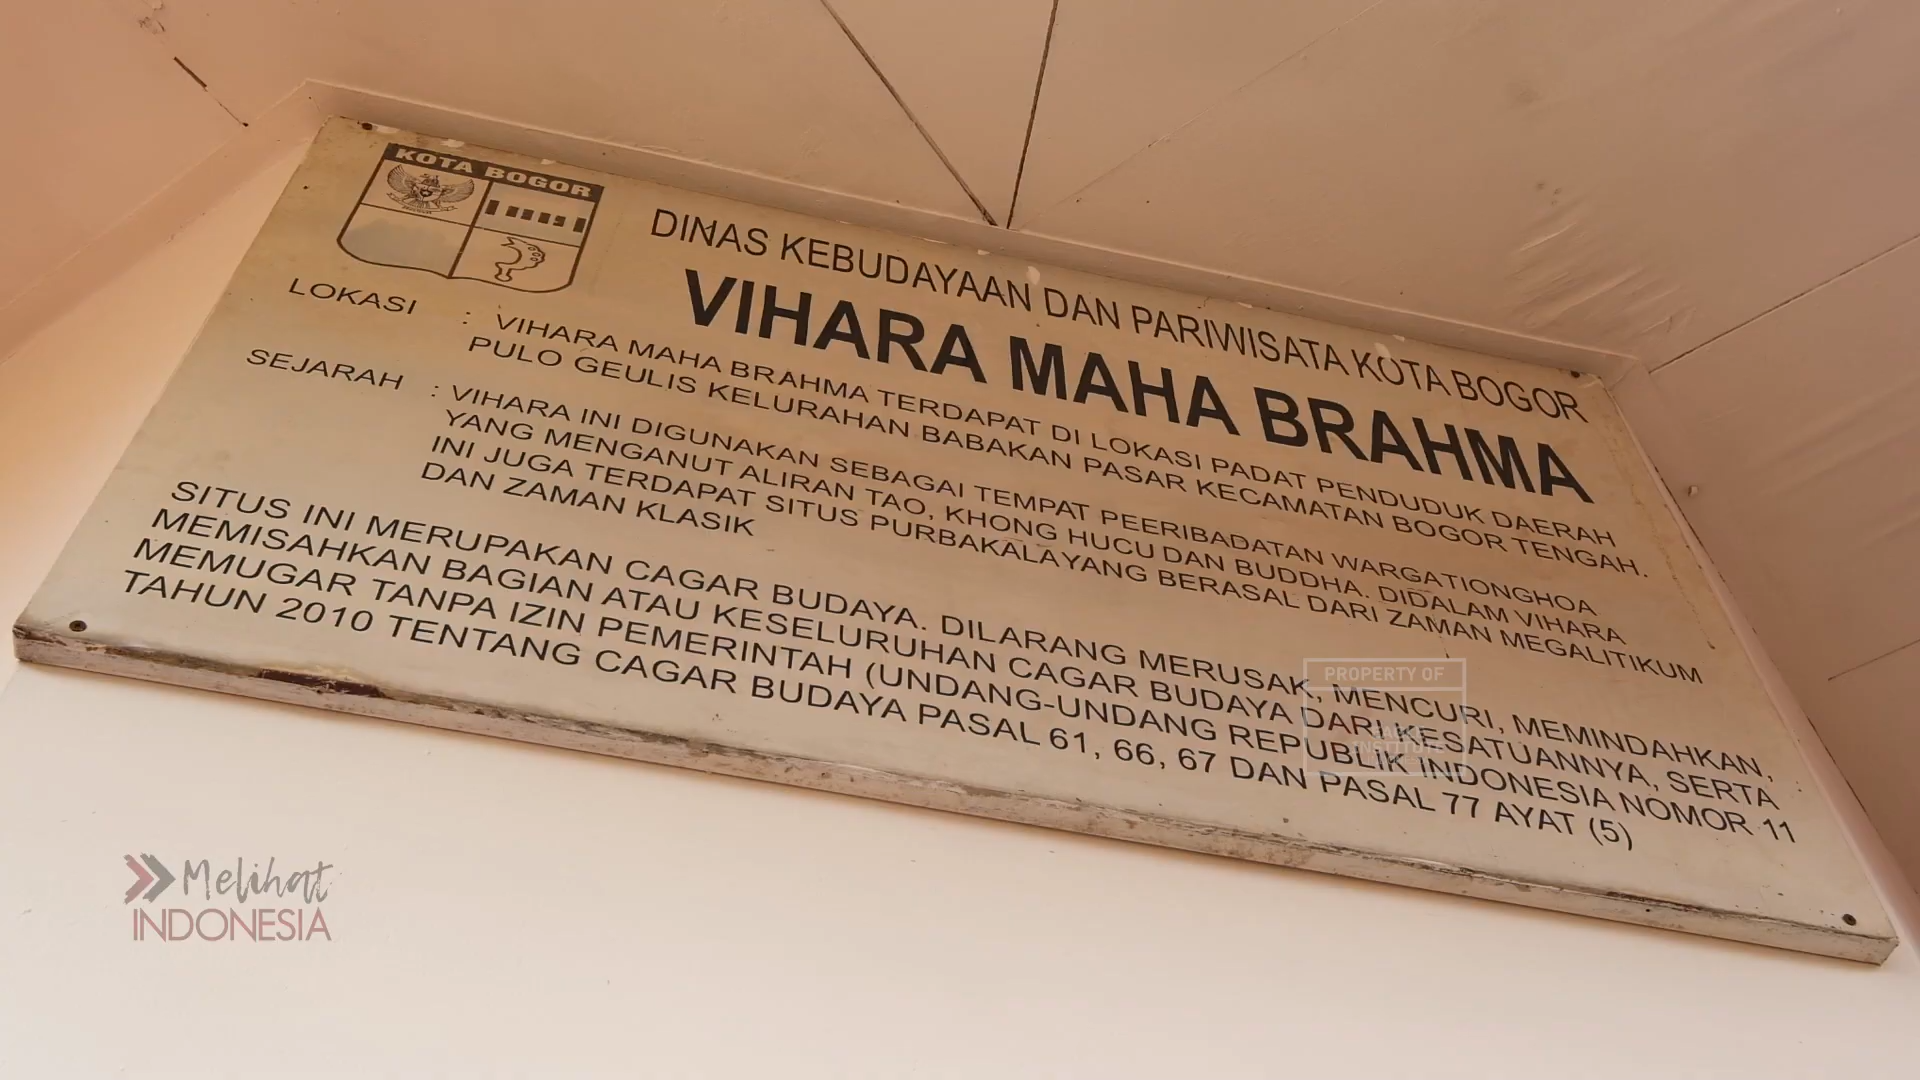 KOTA BOGOR
DINAS KEBUDAYAAN DAN PARIWISATA KOTA BOGOR
VIHARA MAHA BRAHMA
LOKASI : VIHARA MAHA BRAHMA TERDAPAT DI LOKASI PADAT PENDUDUK DAERAH
PULO GEULIS KELURAHAN BABAKAN PASAR KECAMATAN BOGOR TENGAH.
SEJARAH : VIHARA INI DIGUNAKAN SEBAGAI TEMPAT PEERIBADATAN WARGATIONGHOA
YANG MENGANUT ALIRAN TAO, KHONG HUCU DAN BUDDHA. DIDALAM VIHARA
INI JUGA TERDAPAT SITUS PURBAKALAYANG BERASAL DARI ZAMAN MEGALITIKUM
DAN ZAMAN KLASIK
SITUS INI MERUPAKAN CAGAR BUDAYA. DILARANG MERUSAK, MENCURI, MEMINDAHKAN,
MEMISAHKAN BAGIAN ATAU KESELURUHAN CAGAR BUDAYA DARI KESATUANNYA, SERTA
MEMUGAR TANPA IZIN PEMERINTAH (UNDANG-UNDANG REPUBLIK INDONESIA NOMOR 11
TAHUN 2010 TENTANG CAGAR BUDAYA PASAL 61, 66, 67 DAN PASAL 77 AYAT (5)
PROPERTY OF
INSTITUTE
Melihat
INDONESIA